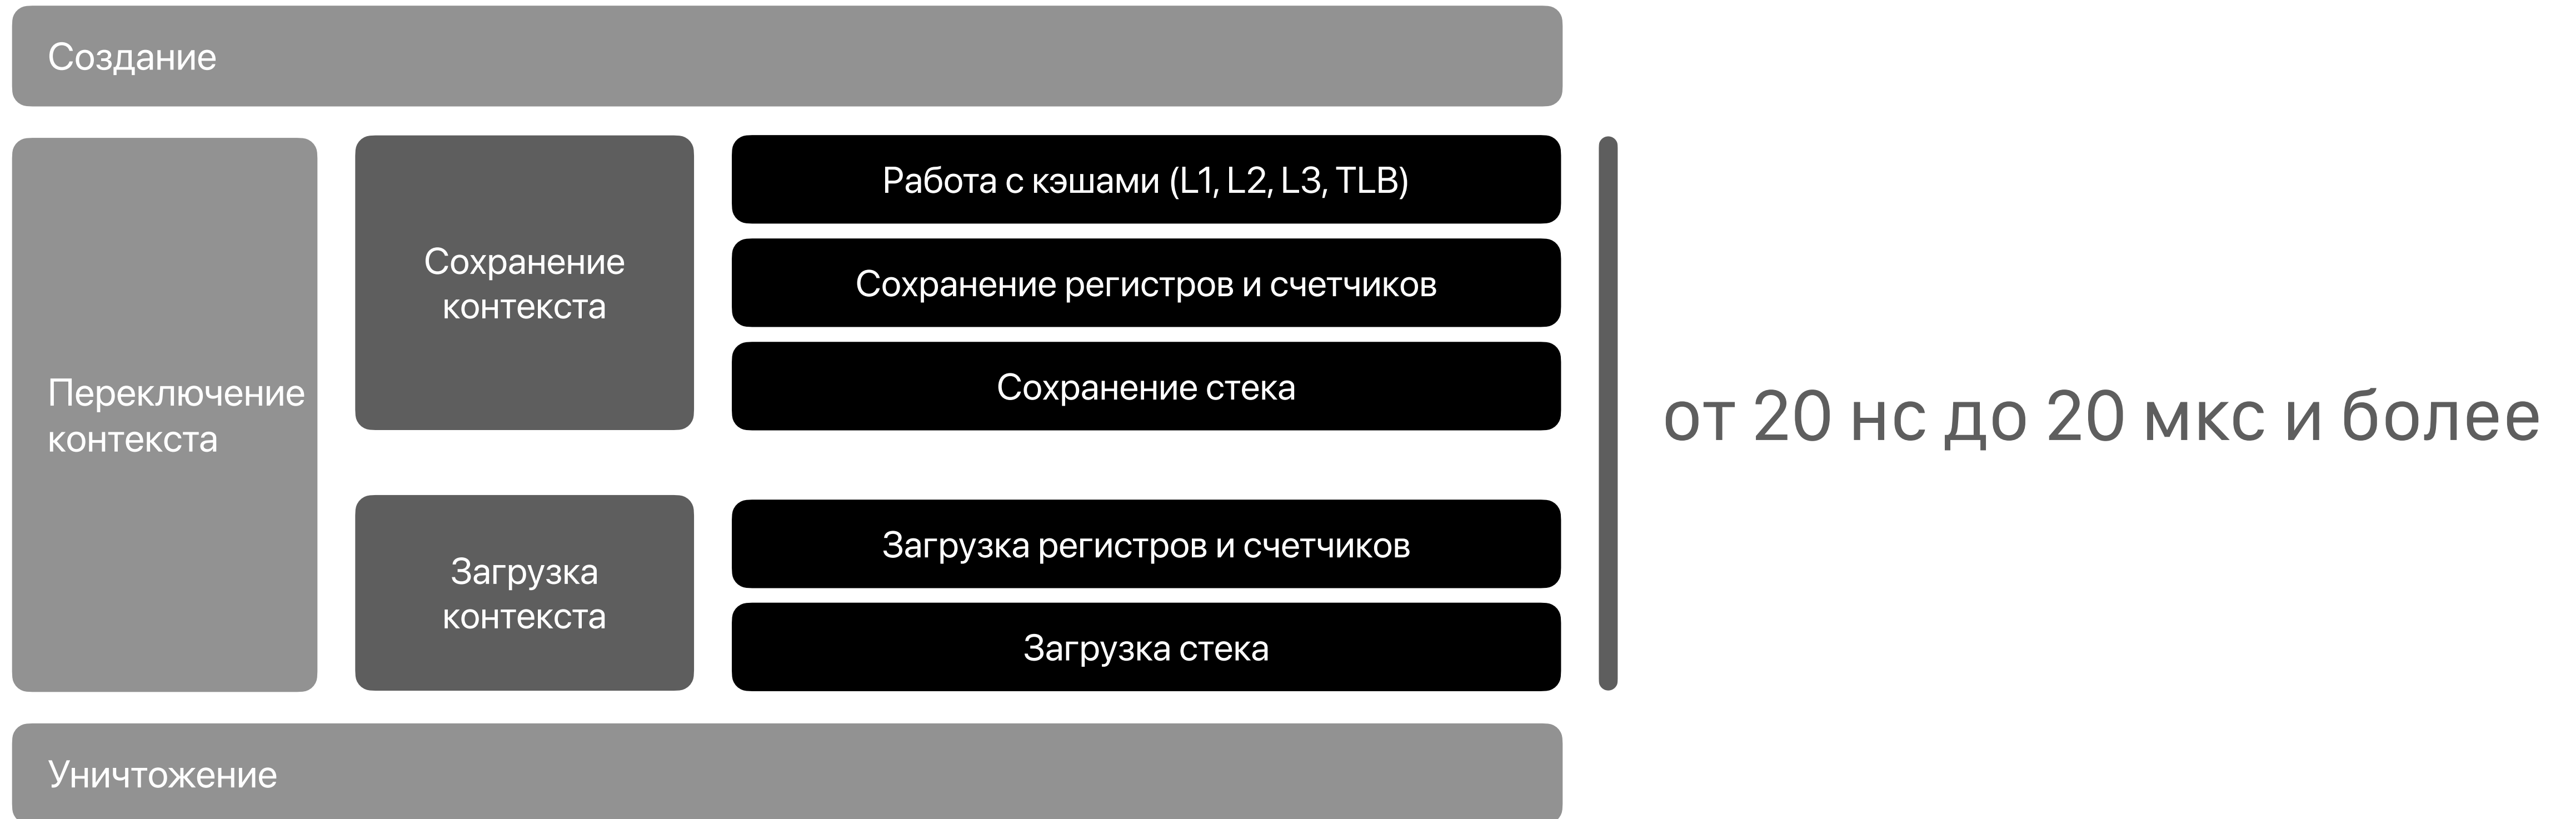 Создание
Переключение
контекста
Сохранение
контекста
Работа с кэшами (L1, L2, L3, TLB)
Сохранение регистров и счетчиков
Сохранение стека
Загрузка
контекста
Загрузка регистров и счетчиков
Загрузка стека
от 20 нс до 20 мкс и более
Уничтожение